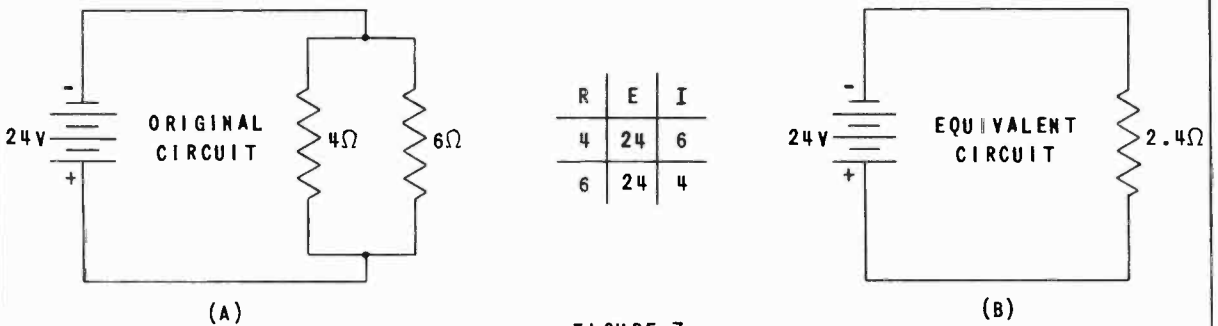 -
24V
ORIGINAL
CIRCUIT
4Ω
6Ω
+
(A)
R E I
4 24 6
6 24 4
-
24V
EQUIVALENT
CIRCUIT
2.4Ω
+
(B)